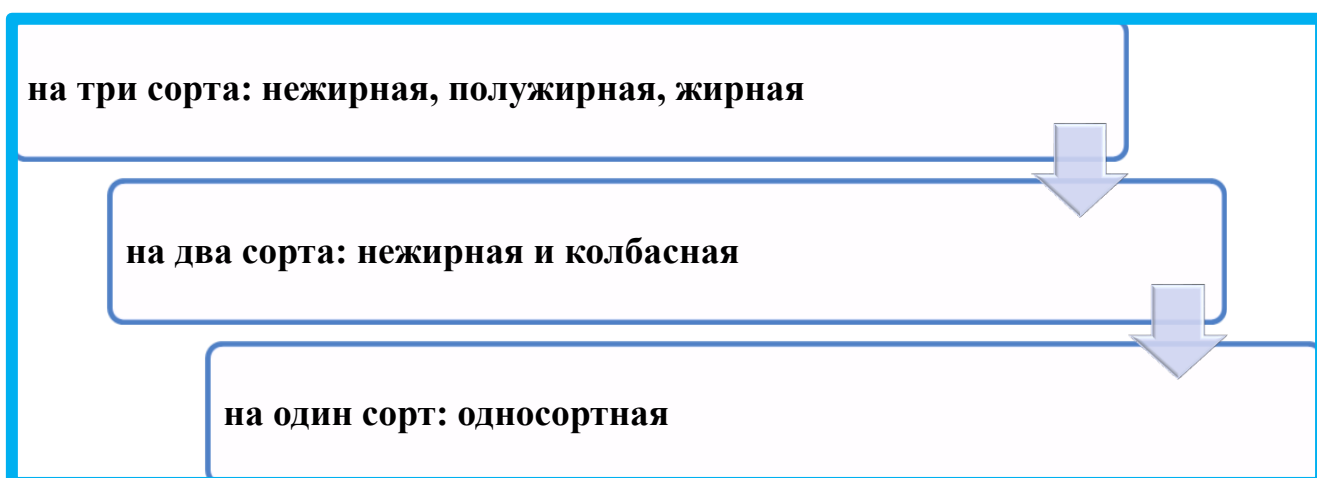 на три сорта: нежирная, полужирная, жирная
на два сорта: нежирная и колбасная
на один сорт: односортная